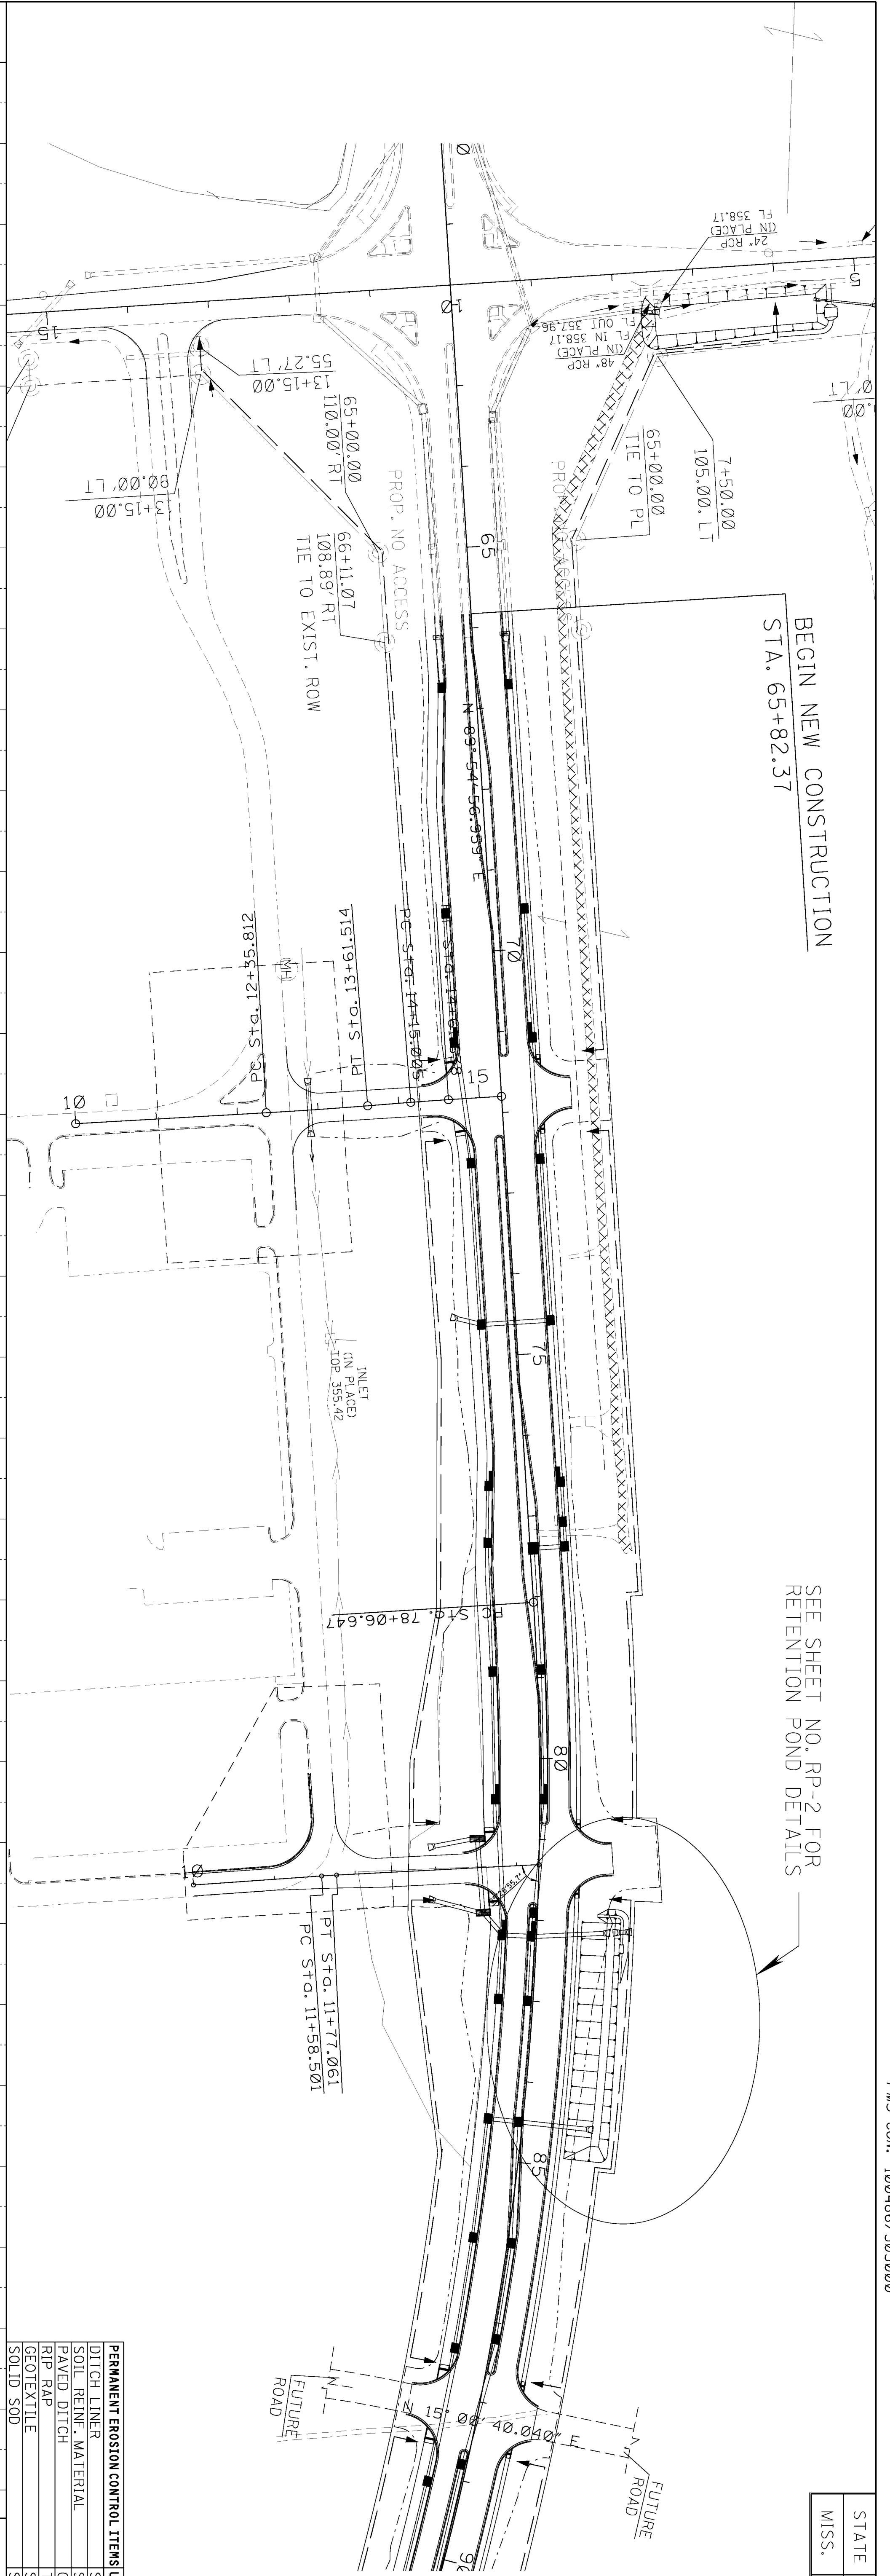 STATE
MISS.
BEGIN NEW CONSTRUCTION
STA. 65+82.37
SEE SHEET NO. RP-2 FOR
RETENTION POND DETAILS
24" RCP
(IN PLACE)
FL 358.17
48" RCP
(IN PLACE)
FL IN 358.17
FL OUT 357.96
7+50.00
105.00. LT
65+00.00
TIE TO PL
PROP. NO ACCESS
65+00.00
110.00' RT
66+11.07
108.89' RT
TIE TO EXIST. ROW
PROP. NO ACCESS
13+15.00
55.27' LT
13+15.00
90.00' LT
5
10
15
65
70
75
80
85
N 89° 54' 56.959" E
PC Sta. 12+35.812
PT Sta. 13+61.514
PC Sta. 14+15.005
10
15
MH
INLET
(IN PLACE)
TOP 355.42
PC Sta. 78+06.647
10
PT Sta. 11+77.061
PC Sta. 11+58.501
N 15° 00' 40.040" E
FUTURE
ROAD
FUTURE
ROAD
PERMANENT EROSION CONTROL ITEMS
DITCH LINER
SOIL REINF. MATERIAL
PAVED DITCH
RIP RAP
GEOTEXTILE
SOLID SOD